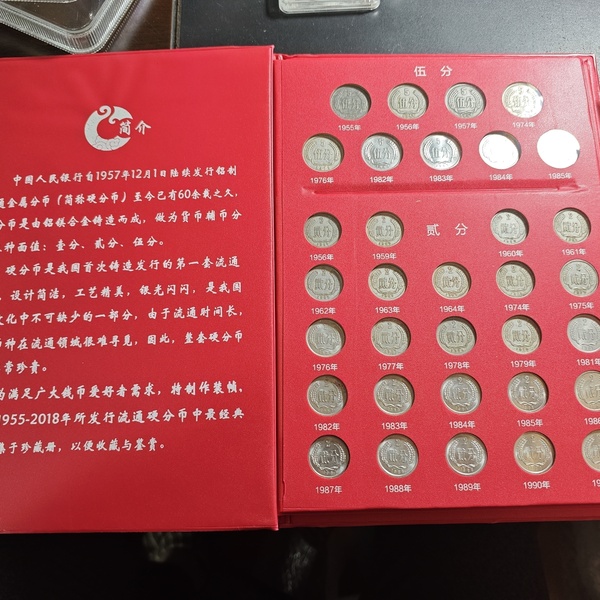 简介
中国人民银行自1957年12月1日陆续发行铝制
通金属分币（简称硬分币）至今已有60余载之久，
分币是由铝镁合金铸造而成，做为货币辅币分
三种面值：壹分、贰分、伍分。
硬分币是我国首次铸造发行的第一套流通
，设计简洁，工艺精美，银光闪闪，是我国
文化中不可缺少的一部分，由于流通时间长，
币种在流通领域很难寻见，因此，整套硬分币
常珍贵。
为满足广大钱币爱好者需求，特制作装帧，
1955-2018年所发行流通硬分币中最经典
集于珍藏册，以便收藏与鉴赏。
伍分
1955年 1956年 1957年 1974年
1976年 1982年 1983年 1984年 1985年
贰分
1956年 1959年 1960年 1961年
1962年 1963年 1964年 1974年 1975年
1976年 1977年 1978年 1979年 1981年
1982年 1983年 1984年 1985年 1986
1987年 1988年 1989年 1990年